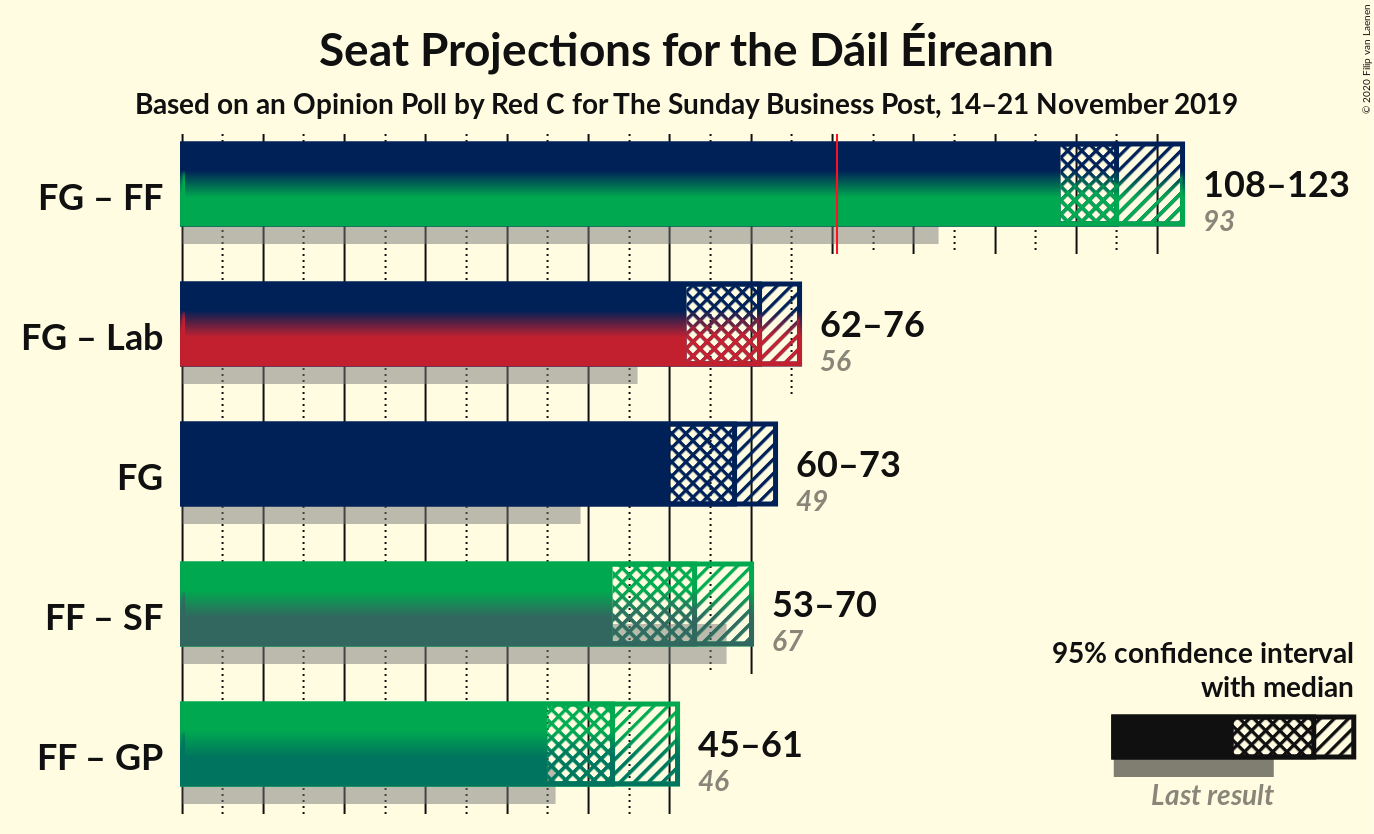 Seat Projections for the Dáil Éireann
Based on an Opinion Poll by Red C for The Sunday Business Post, 14–21 November 2019
© 2020 Filip van Laenen
FG – FF
108–123
93
FG – Lab
62–76
56
FG
60–73
49
FF – SF
53–70
67
FF – GP
45–61
46
95% confidence interval
with median
Last result